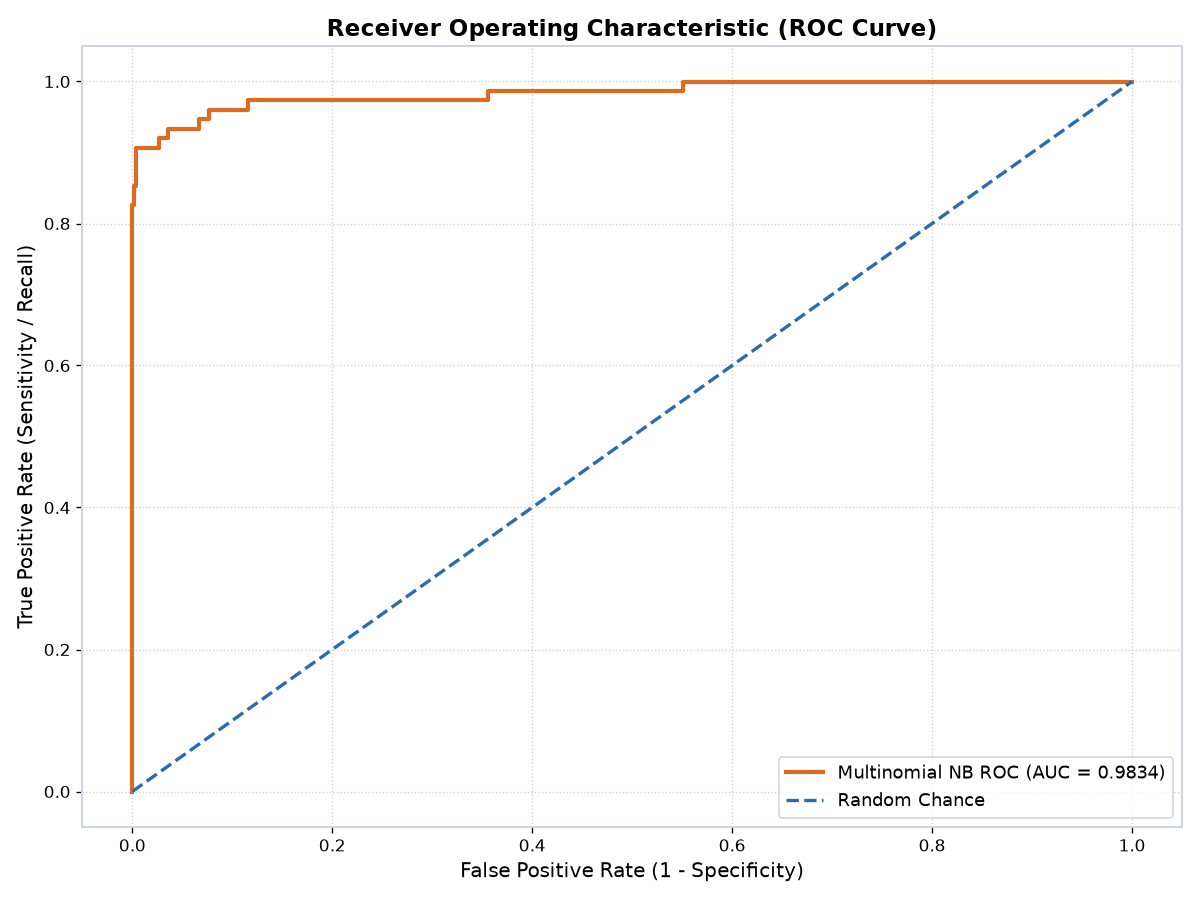 Receiver Operating Characteristic (ROC Curve)
True Positive Rate (Sensitivity / Recall)
1.0
0.8
0.6
0.4
0.2
0.0
0.0 0.2 0.4 0.6 0.8 1.0
False Positive Rate (1 - Specificity)
Multinomial NB ROC (AUC = 0.9834)
Random Chance